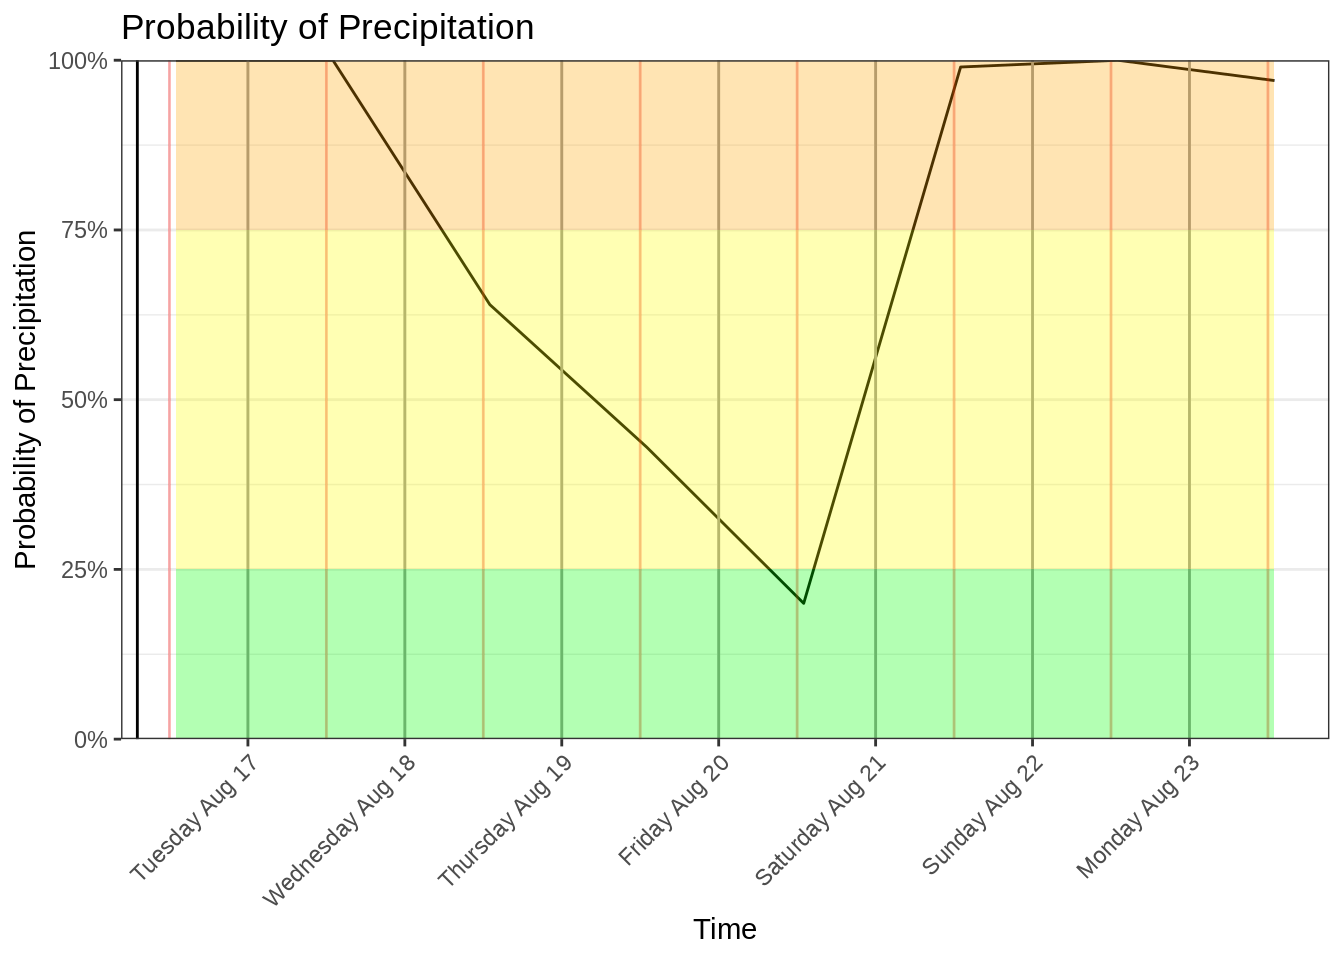 Probability of Precipitation
Probability of Precipitation
100%
75%
50%
25%
0%
Tuesday Aug 17
Wednesday Aug 18
Thursday Aug 19
Friday Aug 20
Saturday Aug 21
Sunday Aug 22
Monday Aug 23
Time